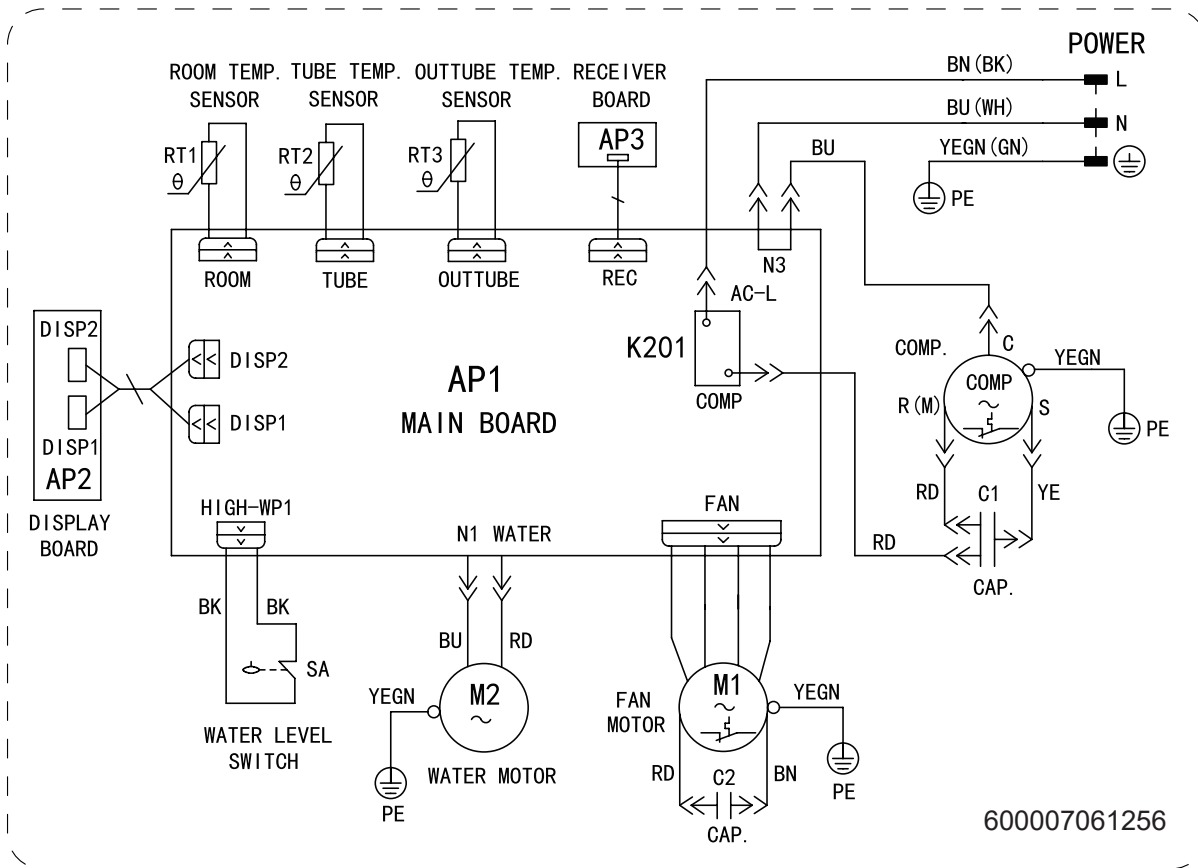 POWER
BN(BK)
L
BU(WH)
N
BU
YEGN(GN)
PE
ROOM TEMP.
SENSOR
TUBE TEMP.
SENSOR
OUTTUBE TEMP.
SENSOR
RECEIVER
BOARD
AP3
RT1
θ
RT2
θ
RT3
θ
ROOM
TUBE
OUTTUBE
REC
N3
AC-L
K201
COMP
DISP2
DISP1
AP2
DISPLAY
BOARD
DISP2
DISP1
AP1
MAIN BOARD
COMP.
C
COMP
~
R(M)
S
YEGN
PE
RD
C1
YE
RD
CAP.
HIGH-WP1
N1 WATER
FAN
BK
BK
SA
WATER LEVEL
SWITCH
BU
RD
YEGN
M2
~
PE
WATER MOTOR
FAN
MOTOR
M1
~
YEGN
PE
RD
C2
BN
CAP.
600007061256